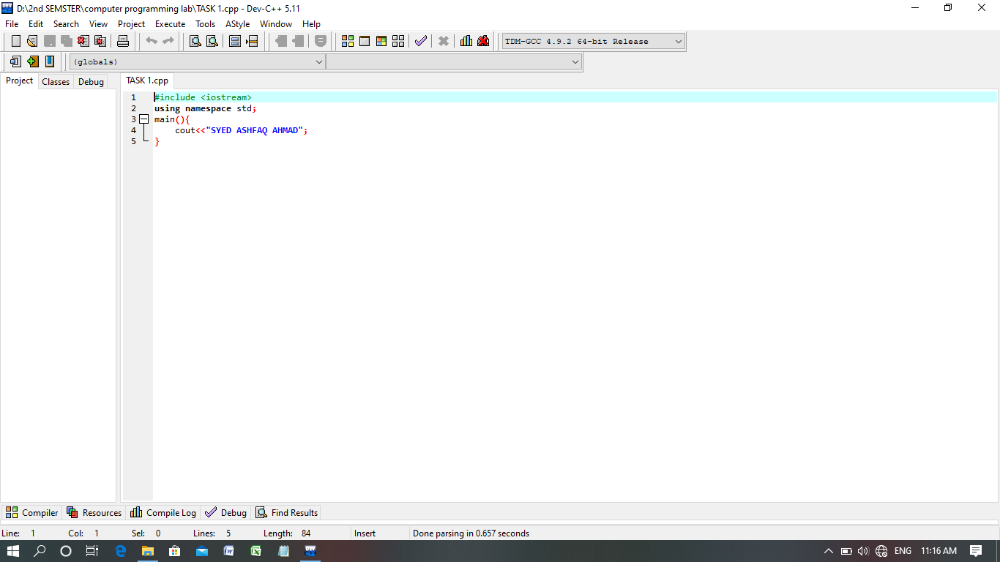 D:\2nd SEMSTER\computer programming lab\TASK 1.cpp - Dev-C++ 5.11
File Edit Search View Project Execute Tools AStyle Window Help
TDM-GCC 4.9.2 64-bit Release
(globals)
Project Classes Debug TASK 1.cpp
1 #include <iostream>
2 using namespace std;
3 main(){
4 cout<<"SYED ASHFAQ AHMAD";
5 }
Compiler Resources Compile Log Debug Find Results
Line: 1 Col: 1 Sel: 0 Lines: 5 Length: 84 Insert Done parsing in 0.657 seconds
ENG 11:16 AM